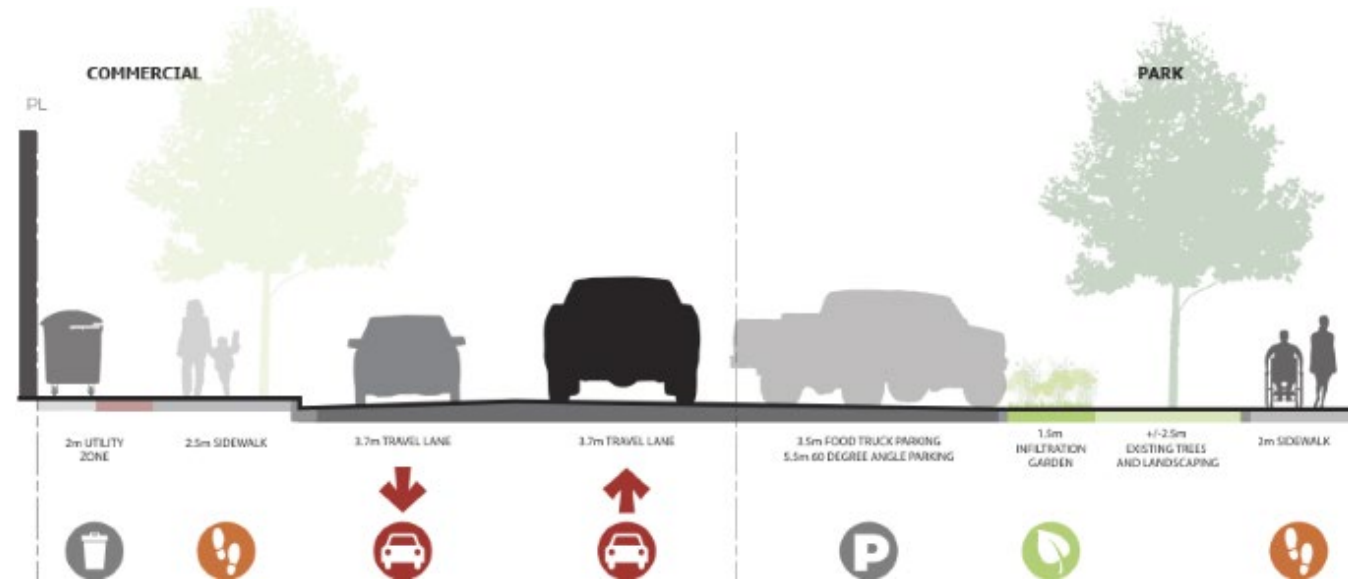 COMMERCIAL
PARK
PL
2m UTILITY
ZONE
2.5m SIDEWALK
3.7m TRAVEL LANE
3.7m TRAVEL LANE
3.5m FOOD TRUCK PARKING
5.5m 60 DEGREE ANGLE PARKING
1.5m
INFILTRATION
GARDEN
+/-2.5m
EXISTING TREES
AND LANDSCAPING
2m SIDEWALK
P